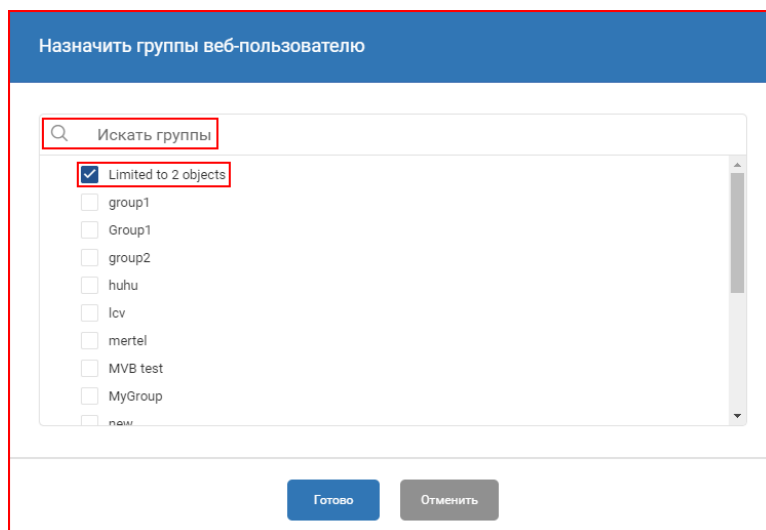 Назначить группы веб-пользователю
Искать группы
Limited to 2 objects
group1
Group1
group2
huhu
lcv
mertel
MVB test
MyGroup
new
Готово
Отменить